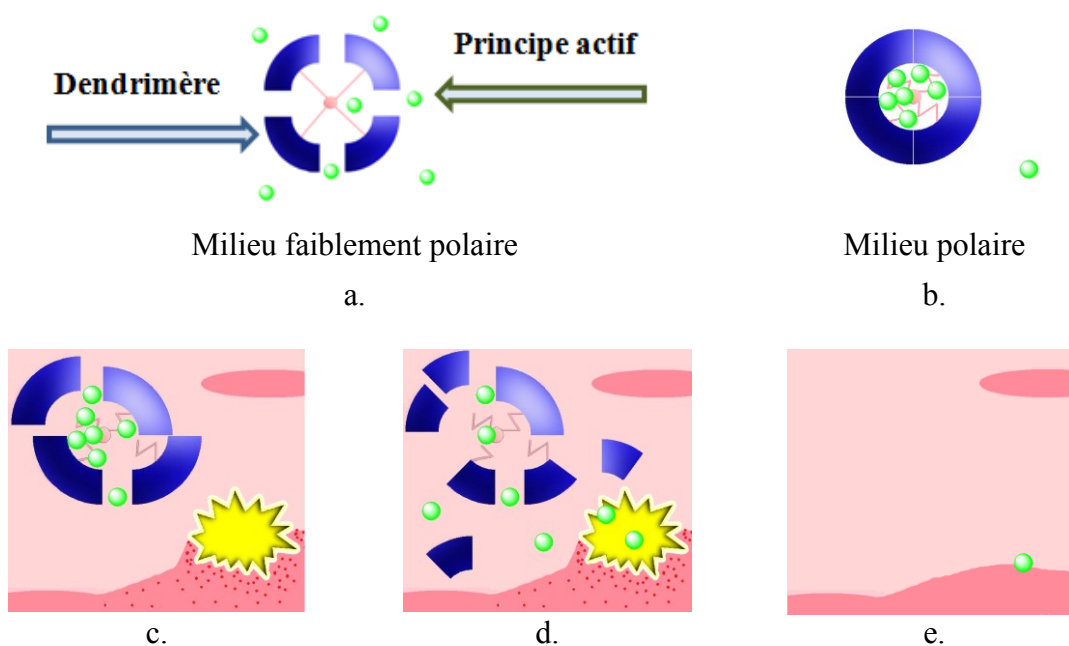 Principe actif
Dendrimère
Milieu faiblement polaire
Milieu polaire
a.
b.
c.
d.
e.